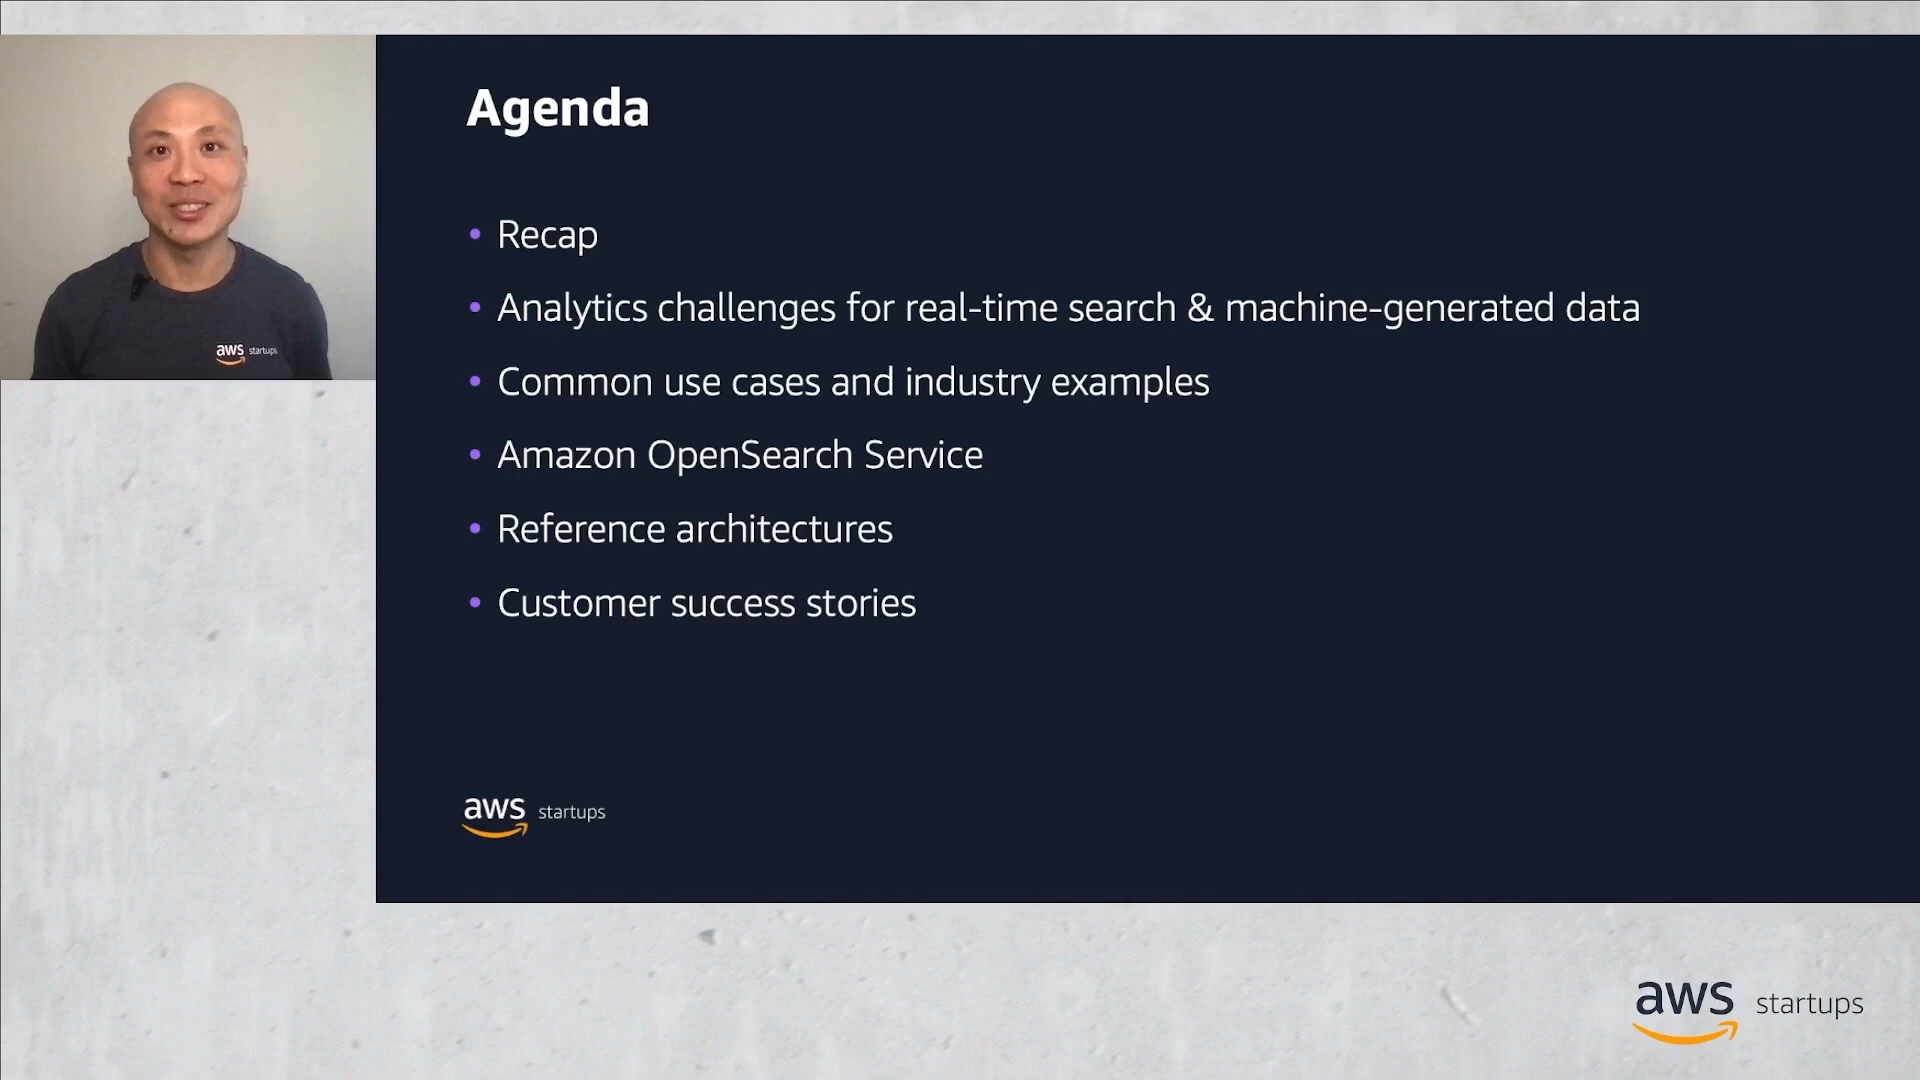 Agenda
• Recap
• Analytics challenges for real-time search & machine-generated data
• Common use cases and industry examples
• Amazon OpenSearch Service
• Reference architectures
• Customer success stories
aws startups
aws startups
aws startups